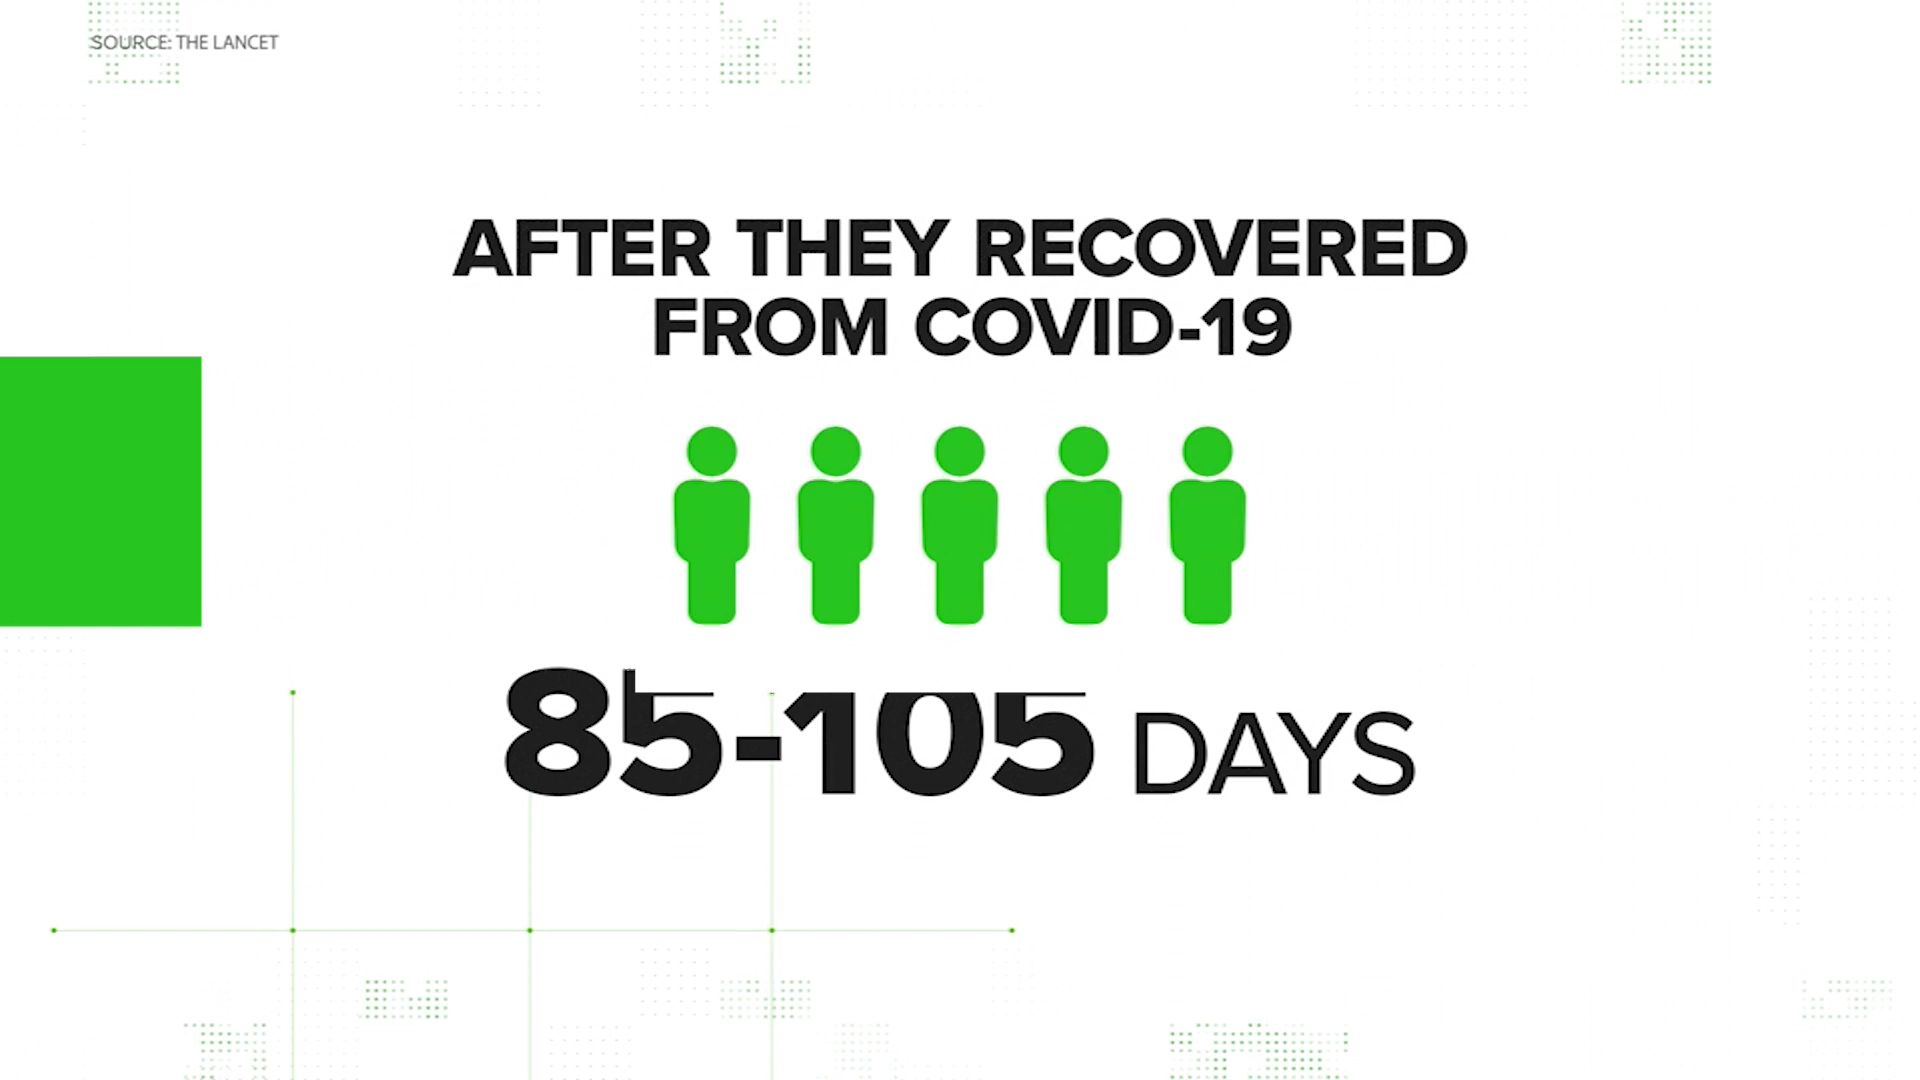 SOURCE: THE LANCET
AFTER THEY RECOVERED
FROM COVID-19
85-105 DAYS